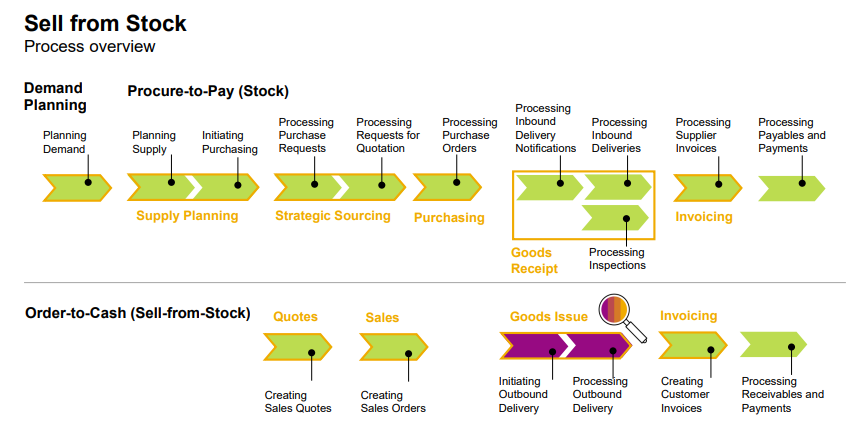 Sell from Stock
Process overview
Demand
Planning
Procure-to-Pay (Stock)
Planning
Demand
Planning
Supply
Initiating
Purchasing
Processing
Purchase
Requests
Processing
Requests for
Quotation
Processing
Purchase
Orders
Processing
Inbound
Delivery
Notifications
Processing
Inbound
Deliveries
Processing
Supplier
Invoices
Processing
Payables and
Payments
Supply Planning
Strategic Sourcing
Purchasing
Goods
Receipt
Processing
Inspections
Invoicing
Order-to-Cash (Sell-from-Stock)
Quotes
Sales
Goods Issue
Invoicing
Creating
Sales Quotes
Creating
Sales Orders
Initiating
Outbound
Delivery
Processing
Outbound
Delivery
Creating
Customer
Invoices
Processing
Receivables and
Payments